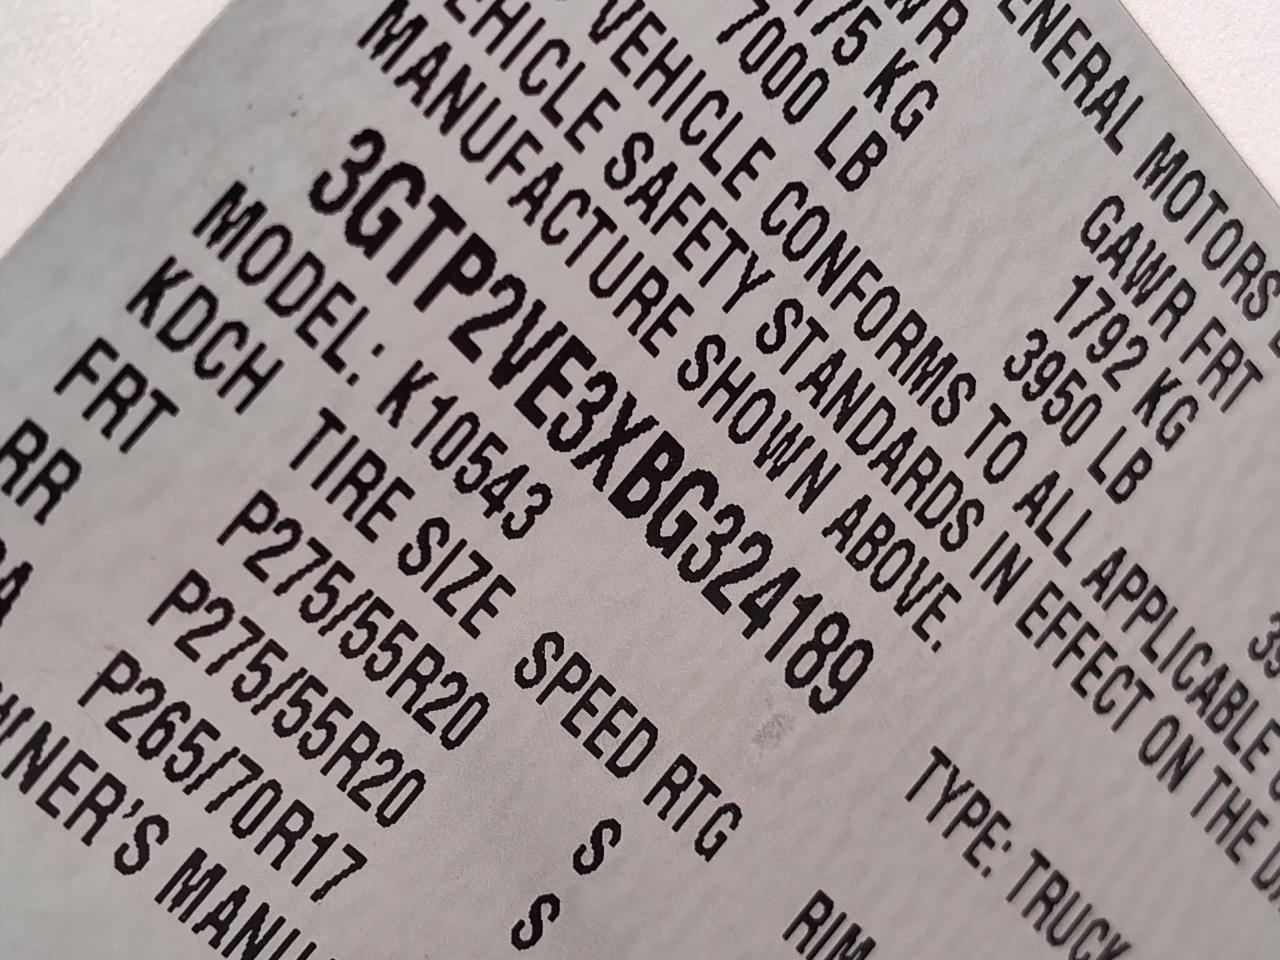 GENERAL MOTORS
GAWR FRT
1792 KG
7000 LB
3950 LB
VEHICLE CONFORMS TO ALL APPLICABLE
VEHICLE SAFETY STANDARDS IN EFFECT ON THE
MANUFACTURE SHOWN ABOVE.
3GTP2VE3XBG324189
TYPE: TRUCK
MODEL: K10543
KDCH
TIRE SIZE
SPEED RTG
RIM
FRT
P275/55R20
S
RR
P275/55R20
S
P265/70R17